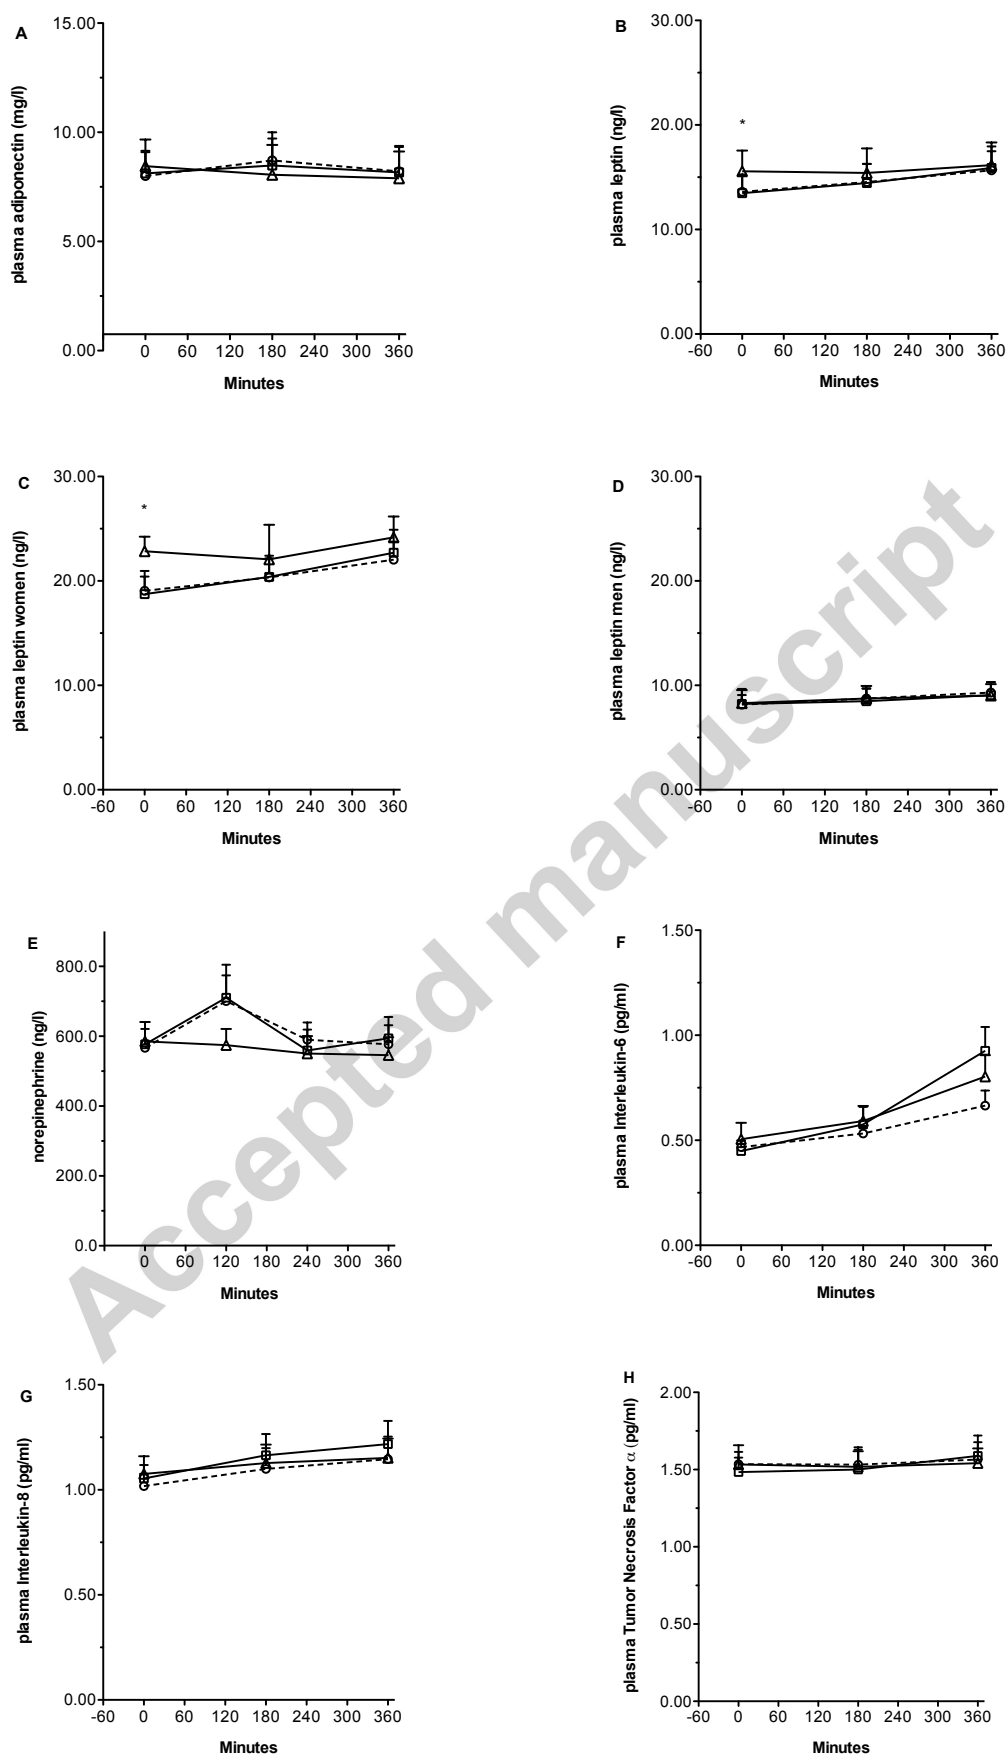 A
plasma adiponectin (mg/l)
15.00
10.00
5.00
0.00
0 60 120 180 240 300 360
Minutes
B
plasma leptin (ng/l)
30.00
*
20.00
10.00
0.00
-60 0 60 120 180 240 300 360
Minutes
C
plasma leptin women (ng/l)
30.00
*
20.00
10.00
0.00
-60 0 60 120 180 240 300 360
Minutes
D
plasma leptin men (ng/l)
30.00
20.00
10.00
0.00
-60 0 60 120 180 240 300 360
Minutes
E
norepinephrine (ng/l)
800.0
600.0
400.0
200.0
0.0
0 60 120 180 240 300 360
Minutes
F
plasma Interleukin-6 (pg/ml)
1.50
1.00
0.50
0.00
-60 0 60 120 180 240 300 360
Minutes
G
plasma Interleukin-8 (pg/ml)
1.50
1.00
0.50
0.00
-60 0 60 120 180 240 300 360
Minutes
H
plasma Tumor Necrosis Factor α (pg/ml)
2.00
1.50
1.00
0.50
0.00
-60 0 60 120 180 240 300 360
Minutes
Accepted manuscript